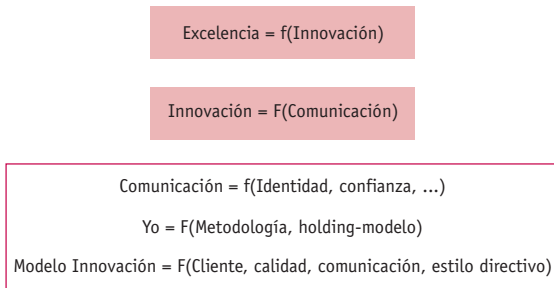 Excelencia = f(Innovación)
Innovación = F(Comunicación)
Comunicación = f(Identidad, confianza, ...)
Yo = F(Metodología, holding-modelo)
Modelo Innovación = F(Cliente, calidad, comunicación, estilo directivo)